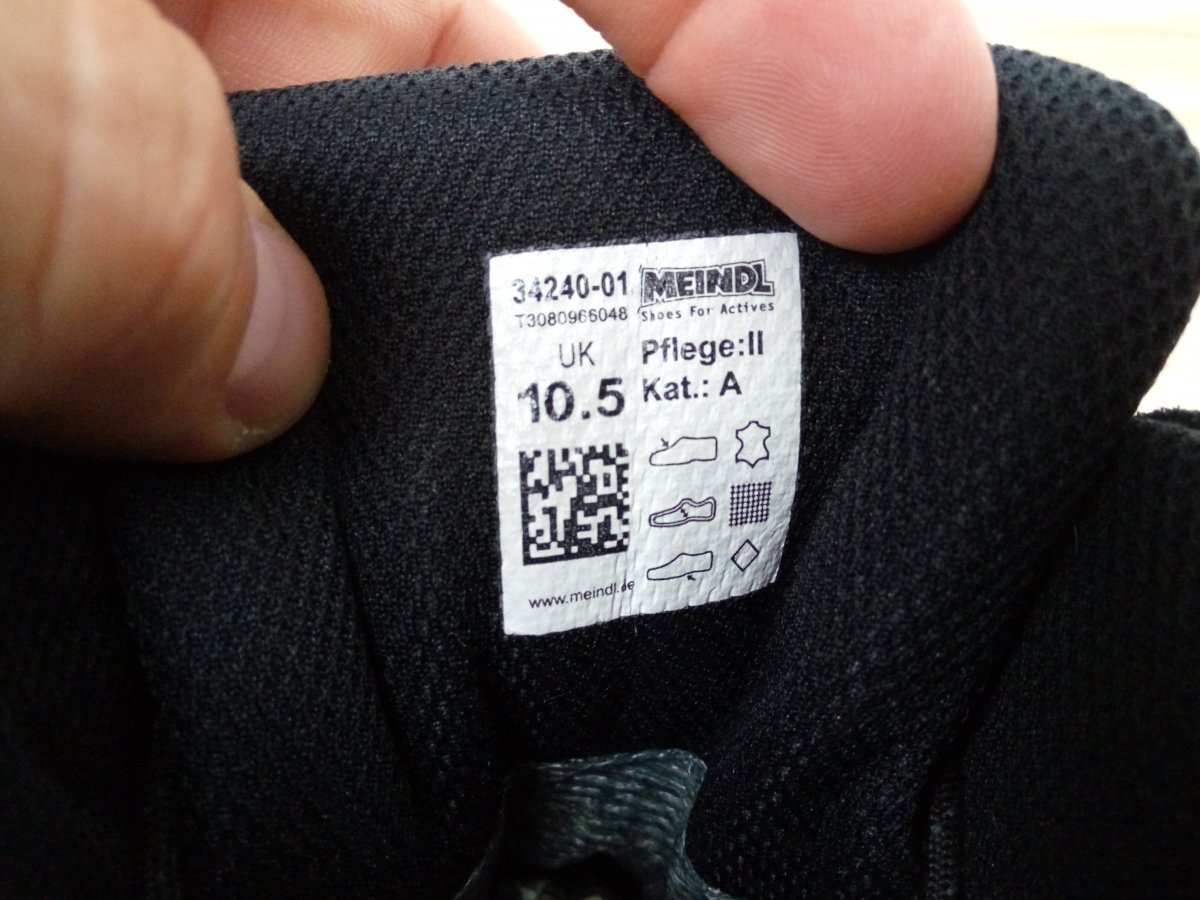 34240-01
T3080966048
UK
10.5
www.meindl.de
MEINDL
Shoes For Actives
Pflege:II
Kat.: A